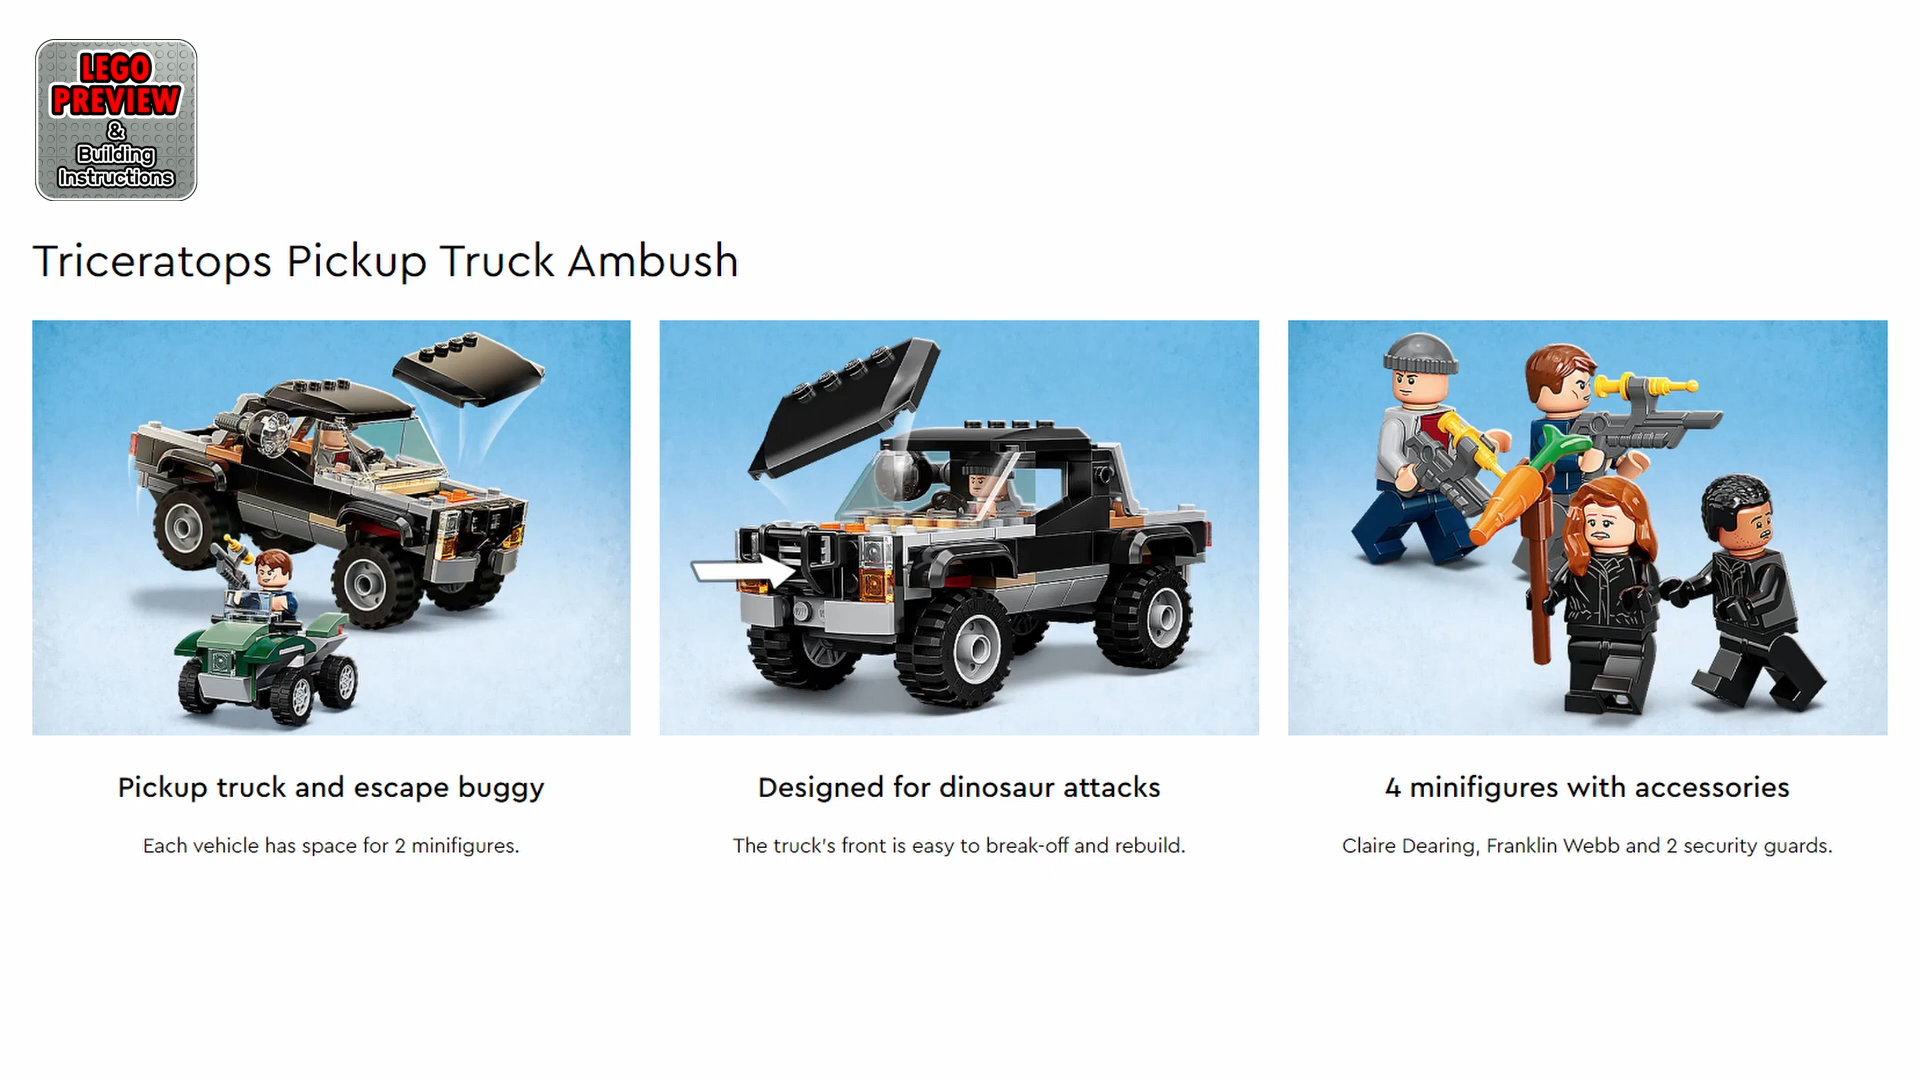 LEGO
PREVIEW
&
Building
Instructions
Triceratops Pickup Truck Ambush
Pickup truck and escape buggy
Each vehicle has space for 2 minifigures.
Designed for dinosaur attacks
The truck's front is easy to break-off and rebuild.
4 minifigures with accessories
Claire Dearing, Franklin Webb and 2 security guards.